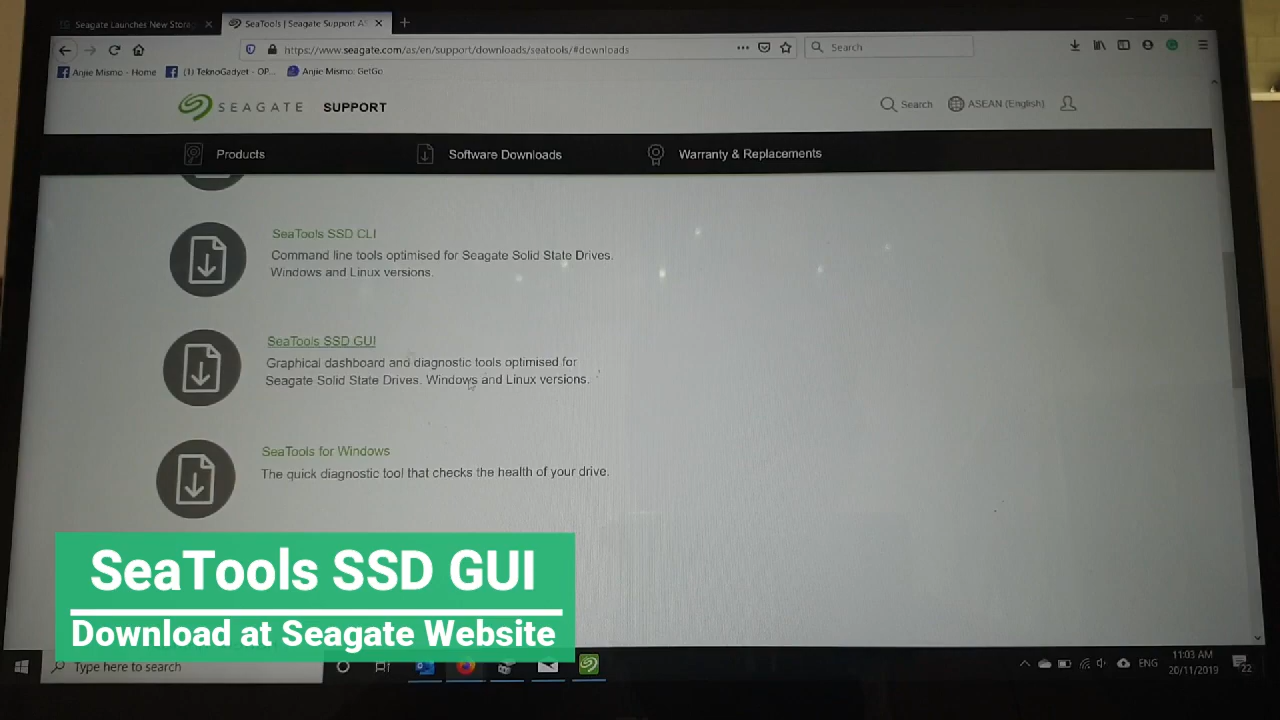 Seagate Launches New Storag
SeaTools | Seagate Support AS
https://www.seagate.com/as/en/support/downloads/seatools/#downloads
Search
Anjie Mismo - Home
(1) TeknoGadyet - OP...
Anjie Mismo: GetGo
SEAGATE SUPPORT
Search
ASEAN (English)
Products
Software Downloads
Warranty & Replacements
SeaTools SSD CLI
Command line tools optimised for Seagate Solid State Drives.
Windows and Linux versions.
SeaTools SSD GUI
Graphical dashboard and diagnostic tools optimised for
Seagate Solid State Drives. Windows and Linux versions.
SeaTools for Windows
The quick diagnostic tool that checks the health of your drive.
SeaTools SSD GUI
Download at Seagate Website
Type here to search
ENG
11:03 AM
20/11/2019
22